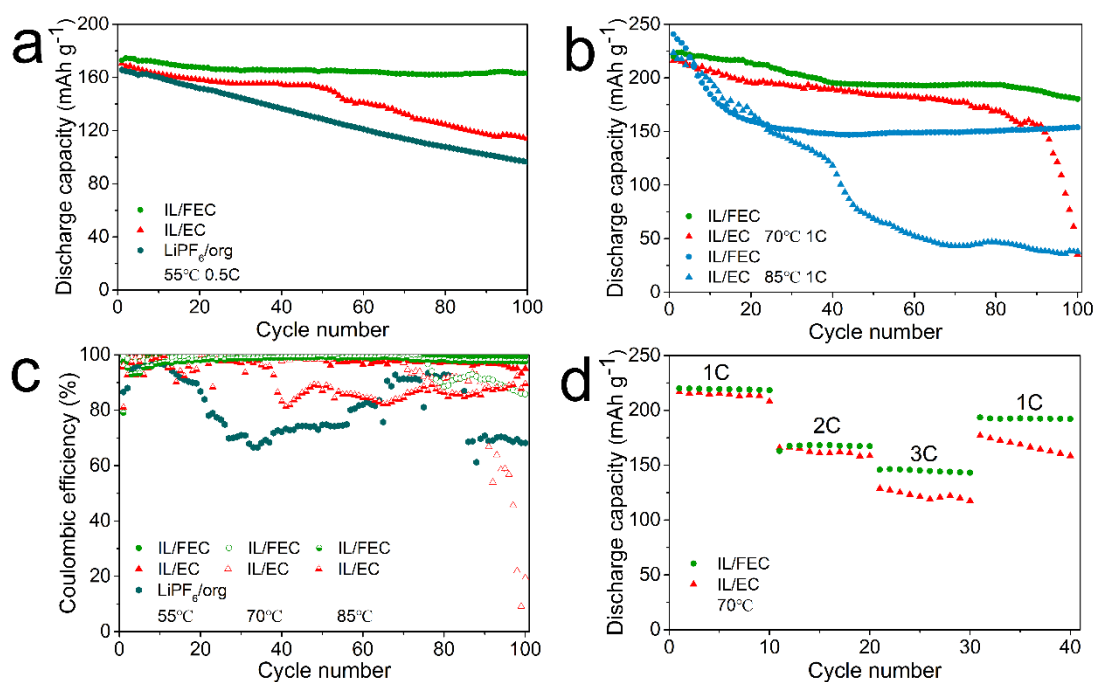 a
Discharge capacity (mAh g⁻¹)
200
160
120
80
40
0
IL/FEC
IL/EC
LiPF₆/org
55℃ 0.5C
0 20 40 60 80 100
Cycle number
b
Discharge capacity (mAh g⁻¹)
250
200
150
100
50
0
IL/FEC
IL/EC 70℃ 1C
IL/FEC
IL/EC 85℃ 1C
0 20 40 60 80 100
Cycle number
c
Coulombic efficiency (%)
100
80
60
40
20
0
IL/FEC IL/FEC IL/FEC
IL/EC IL/EC IL/EC
LiPF₆/org
55℃ 70℃ 85℃
0 20 40 60 80 100
Cycle number
d
Discharge capacity (mAh g⁻¹)
250
200
150
100
50
0
1C
2C
3C
1C
IL/FEC
IL/EC
70℃
0 10 20 30 40
Cycle number